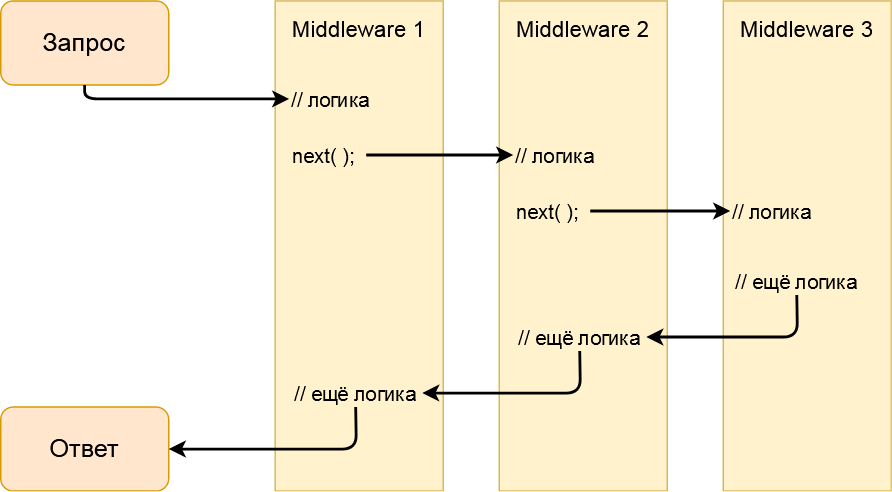 Запрос
Middleware 1
Middleware 2
Middleware 3
// логика
next( );
// логика
next( );
// логика
// ещё логика
// ещё логика
// ещё логика
Ответ